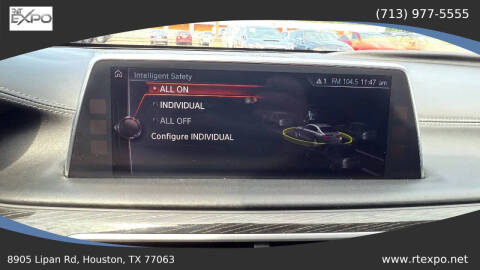 EXPO
(713) 977-5555
Intelligent Safety
1 FM 104.5 11:47 am
ALL ON
INDIVIDUAL
ALL OFF
Configure INDIVIDUAL
8905 Lipan Rd, Houston, TX 77063
www.rtexpo.net